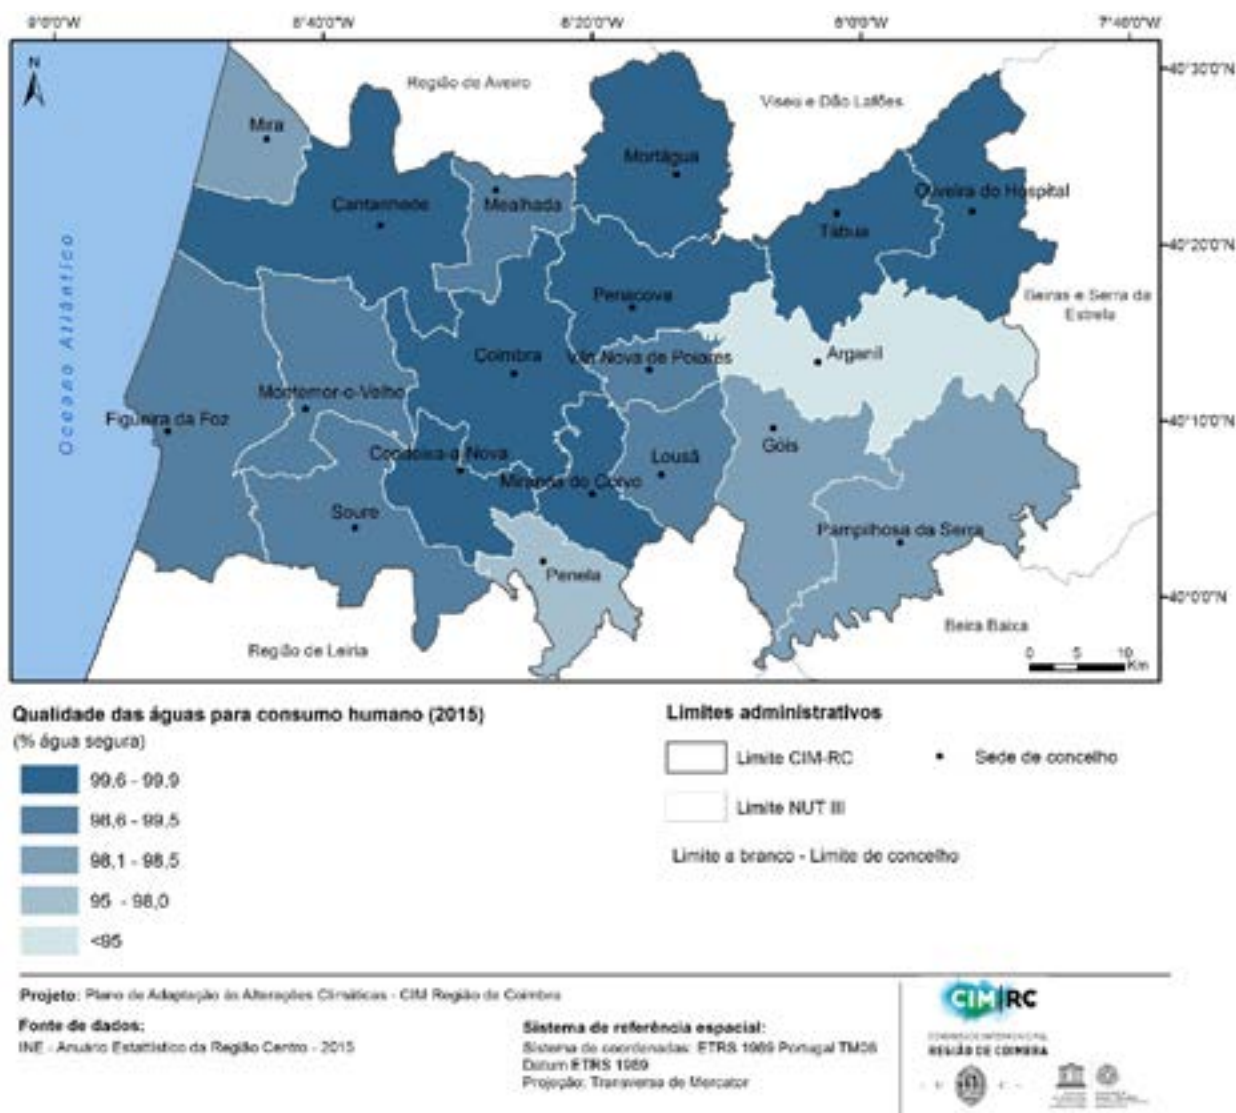 9°0'0"W 8°40'0"W 8°20'0"W 8°0'0"W 7°40'0"W
N
40°30'0"N
Região de Aveiro
Viseu e Dão Lafões
Mira
Mortágua
Cantanhede
Mealhada
Oliveira do Hospital
Tábua
40°20'0"N
Oceano Atlântico
Penacova
Beiras e Serra da
Estrela
Coimbra
Vila Nova de Poiares
Arganil
Montemor-o-Velho
Figueira da Foz
40°10'0"N
Góis
Condeixa-a-Nova
Lousã
Miranda do Corvo
Soure
Pampilhosa da Serra
Penela
40°0'0"N
Região de Leiria
Beira Baixa
0 5 10
Km
Qualidade das águas para consumo humano (2015)
(% água segura)
99,6 - 99,9
98,6 - 99,5
98,1 - 98,5
95 - 98,0
<95
Limites administrativos
Limite CIM-RC
Sede de concelho
Limite NUT III
Limite a branco - Limite de concelho
Projeto: Plano de Adaptação às Alterações Climáticas - CIM Região de Coimbra
Fonte de dados:
INE - Anuário Estatístico da Região Centro - 2015
Sistema de referência espacial:
Sistema de coordenadas: ETRS 1989 Portugal TM06
Datum ETRS 1989
Projeção: Transversa de Mercator
CIM|RC
COMUNIDADE INTERMUNICIPAL
REGIÃO DE COIMBRA